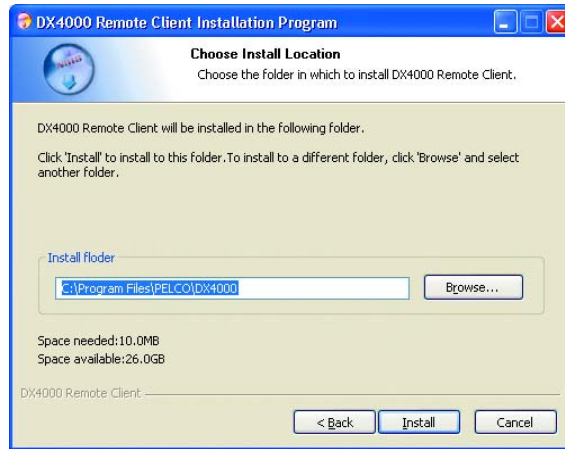 DX4000 Remote Client Installation Program
Choose Install Location
Choose the folder in which to install DX4000 Remote Client.
DX4000 Remote Client will be installed in the following folder.
Click 'Install' to install to this folder.To install to a different folder, click 'Browse' and select
another folder.
Install floder
C:\Program Files\PELCO\DX4000
Browse...
Space needed:10.0MB
Space available:26.0GB
DX4000 Remote Client
< Back
Install
Cancel